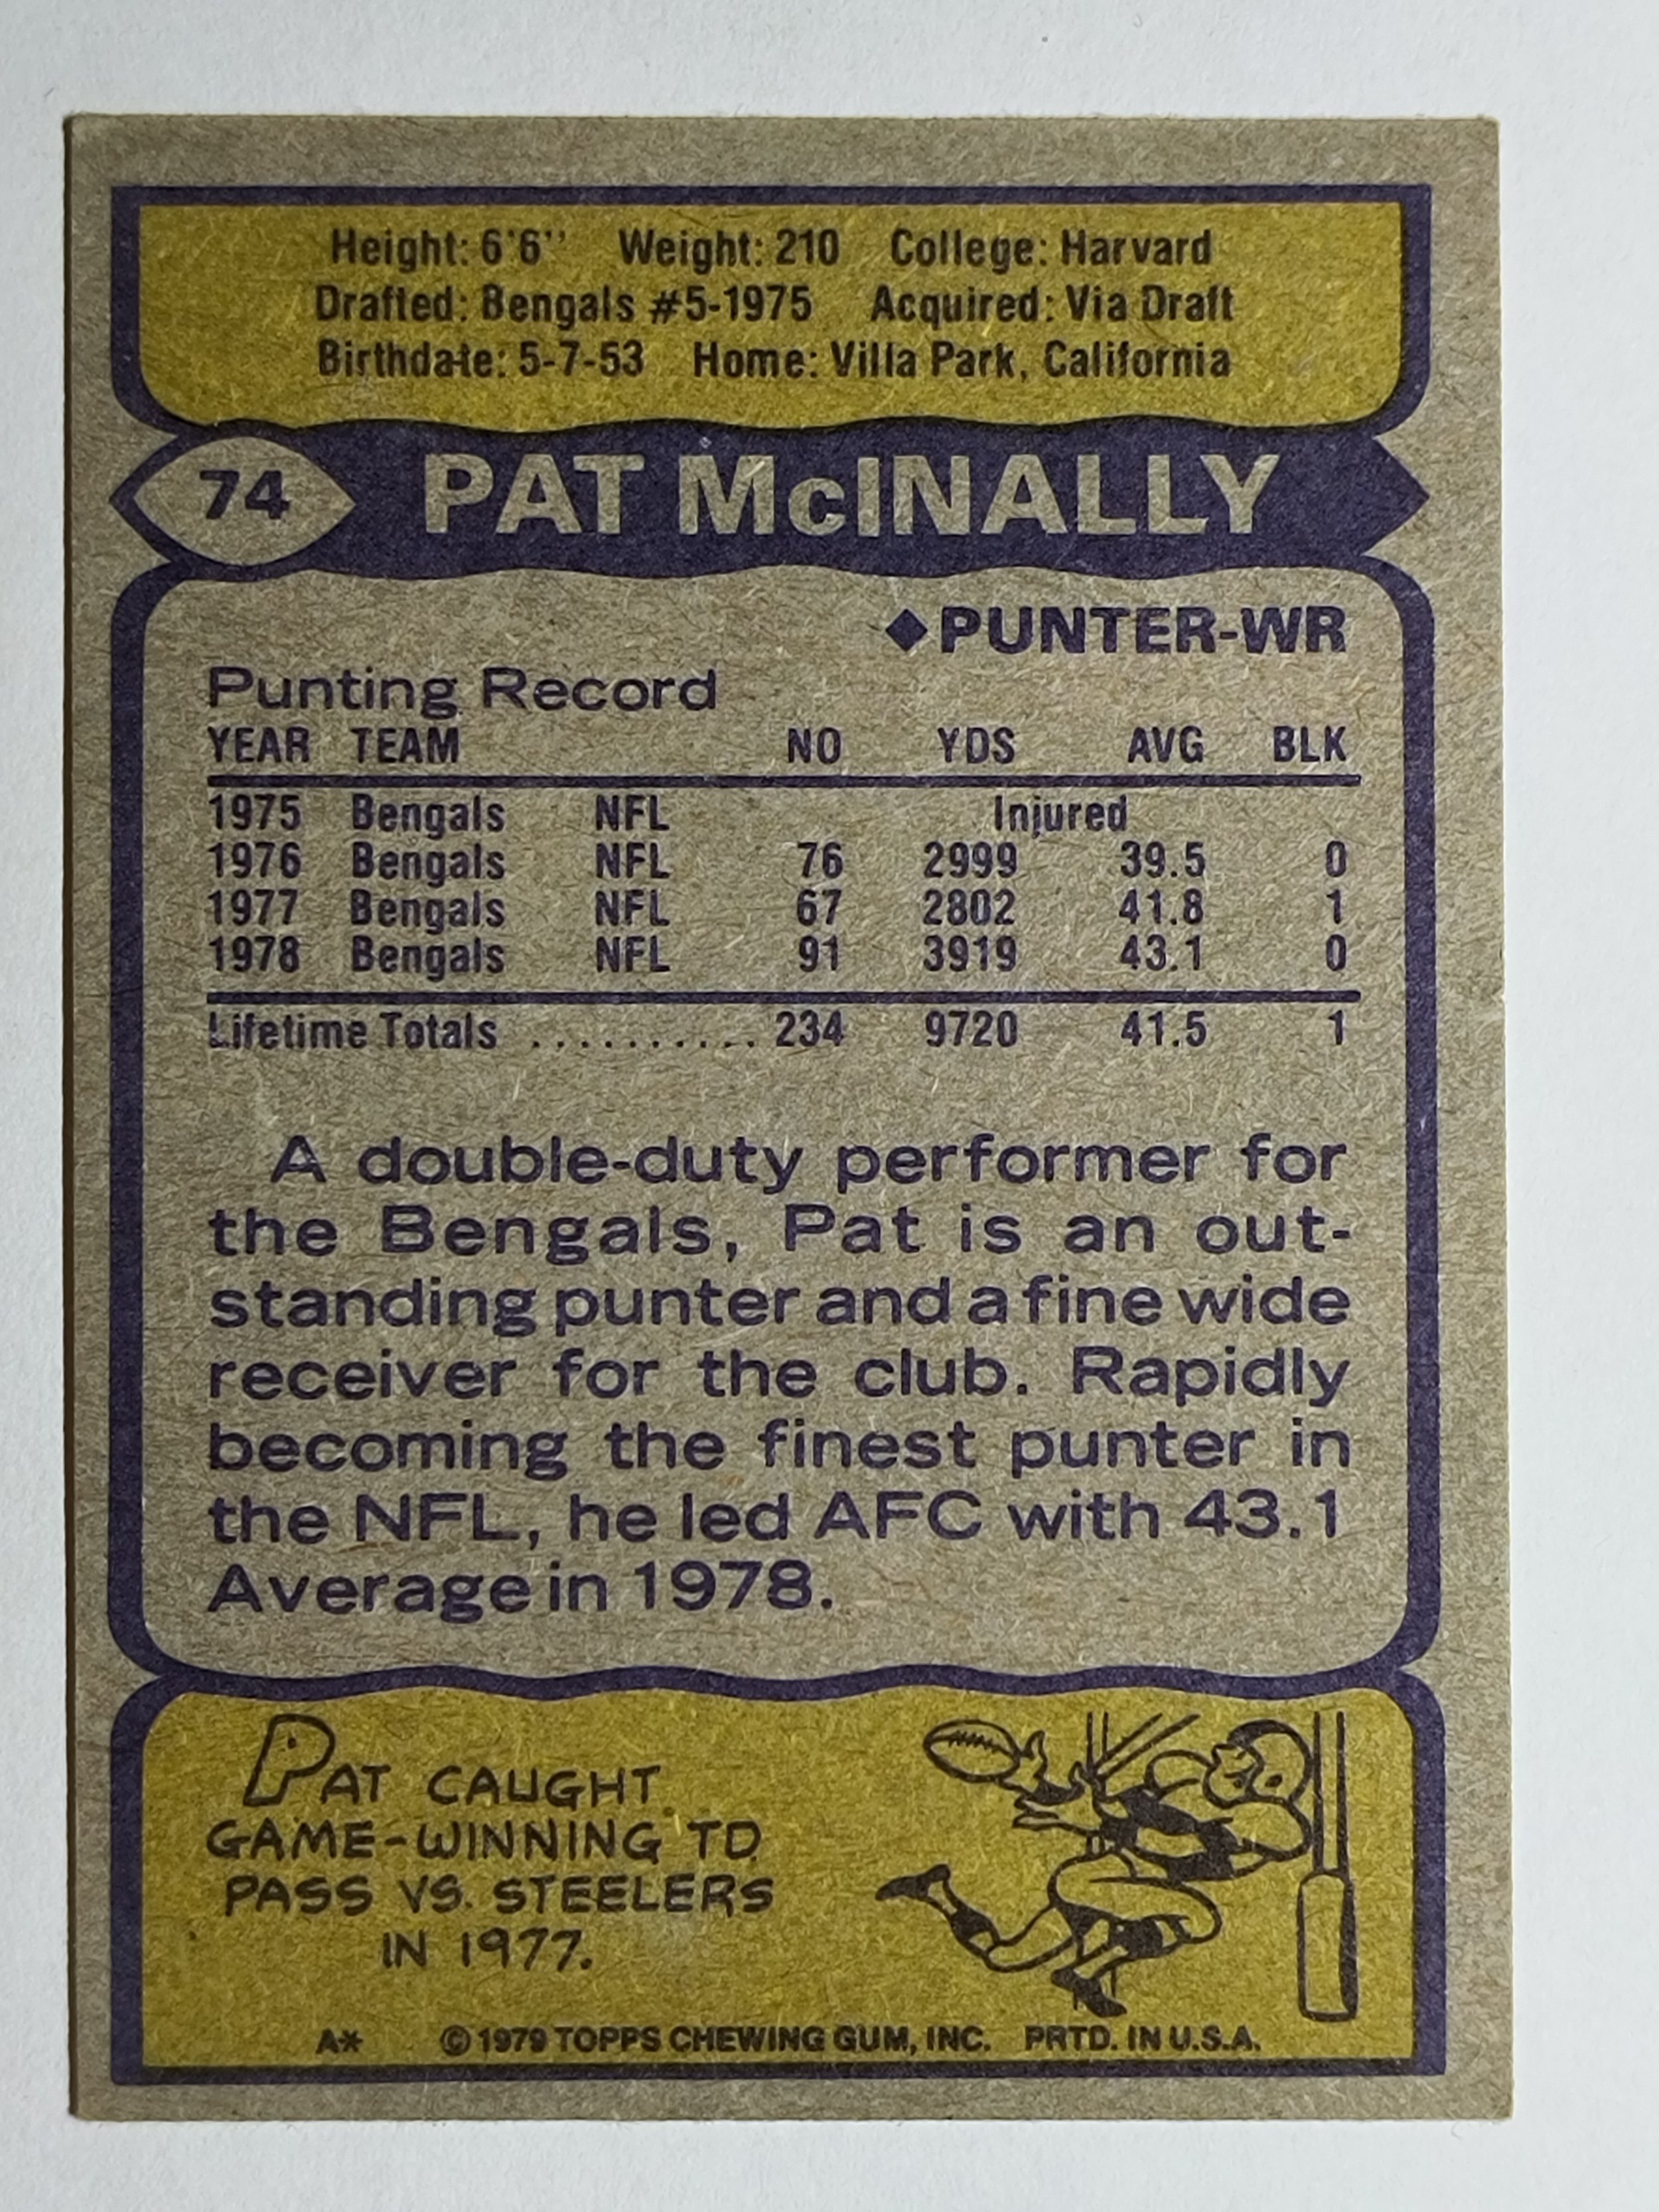 Height: 6'6'' Weight: 210 College: Harvard
Drafted: Bengals #5-1975 Acquired: Via Draft
Birthdate: 5-7-53 Home: Villa Park, California
74 PAT McINALLY
◆PUNTER-WR
Punting Record
YEAR TEAM NO YDS AVG BLK
1975 Bengals NFL Injured
1976 Bengals NFL 76 2999 39.5 0
1977 Bengals NFL 67 2802 41.8 1
1978 Bengals NFL 91 3919 43.1 0
Lifetime Totals .......... 234 9720 41.5 1
A double-duty performer for
the Bengals, Pat is an out-
standing punter and a fine wide
receiver for the club. Rapidly
becoming the finest punter in
the NFL, he led AFC with 43.1
Average in 1978.
PAT CAUGHT
GAME-WINNING TD
PASS VS. STEELERS
IN 1977.
A* © 1979 TOPPS CHEWING GUM, INC. PRTD. IN U.S.A.